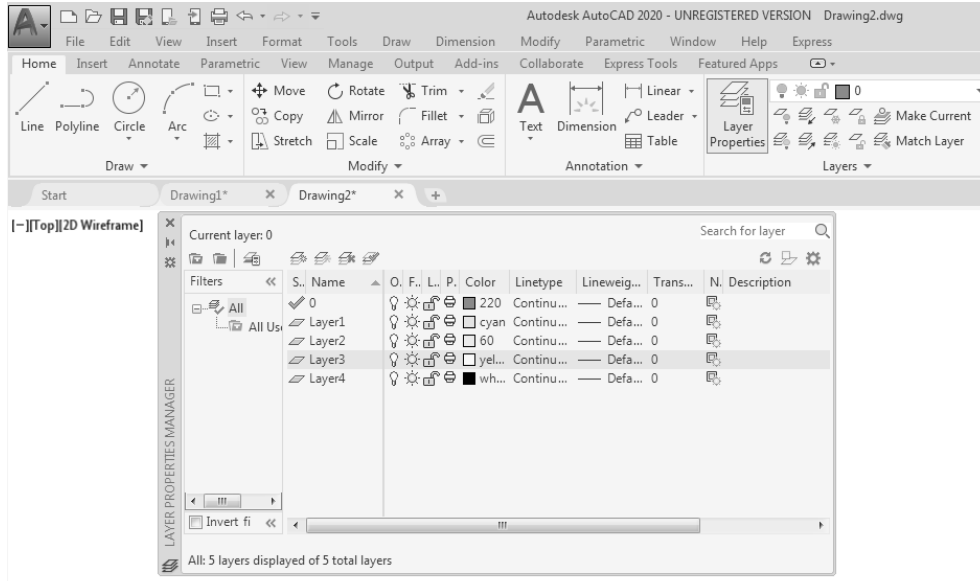 Autodesk AutoCAD 2020 - UNREGISTERED VERSION Drawing2.dwg
File Edit View Insert Format Tools Draw Dimension Modify Parametric Window Help Express
Home Insert Annotate Parametric View Manage Output Add-ins Collaborate Express Tools Featured Apps
Line Polyline Circle Arc
Draw
Move Rotate Trim
Copy Mirror Fillet
Stretch Scale Array
Modify
Text Dimension
Linear
Leader
Table
Annotation
Layer Properties
0
Make Current
Match Layer
Layers
Start Drawing1* Drawing2*
[−][Top][2D Wireframe]
Current layer: 0
Search for layer
Filters S.. Name O. F.. L.. P. Color Linetype Lineweig... Trans... N. Description
All
All Use
0 220 Continu... Defa... 0
Layer1 cyan Continu... Defa... 0
Layer2 60 Continu... Defa... 0
Layer3 yel... Continu... Defa... 0
Layer4 wh... Continu... Defa... 0
Invert fi
All: 5 layers displayed of 5 total layers
LAYER PROPERTIES MANAGER